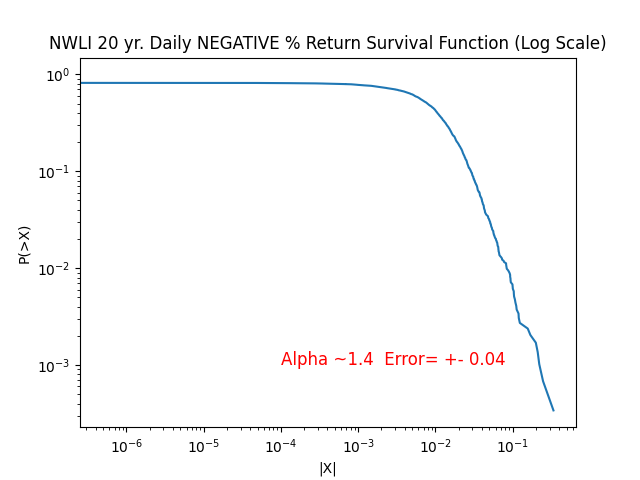 NWLI 20 yr. Daily NEGATIVE % Return Survival Function (Log Scale)
10⁰
10⁻¹
10⁻²
10⁻³
P(>X)
Alpha ~1.4  Error= +- 0.04
10⁻⁶ 10⁻⁵ 10⁻⁴ 10⁻³ 10⁻² 10⁻¹
|X|